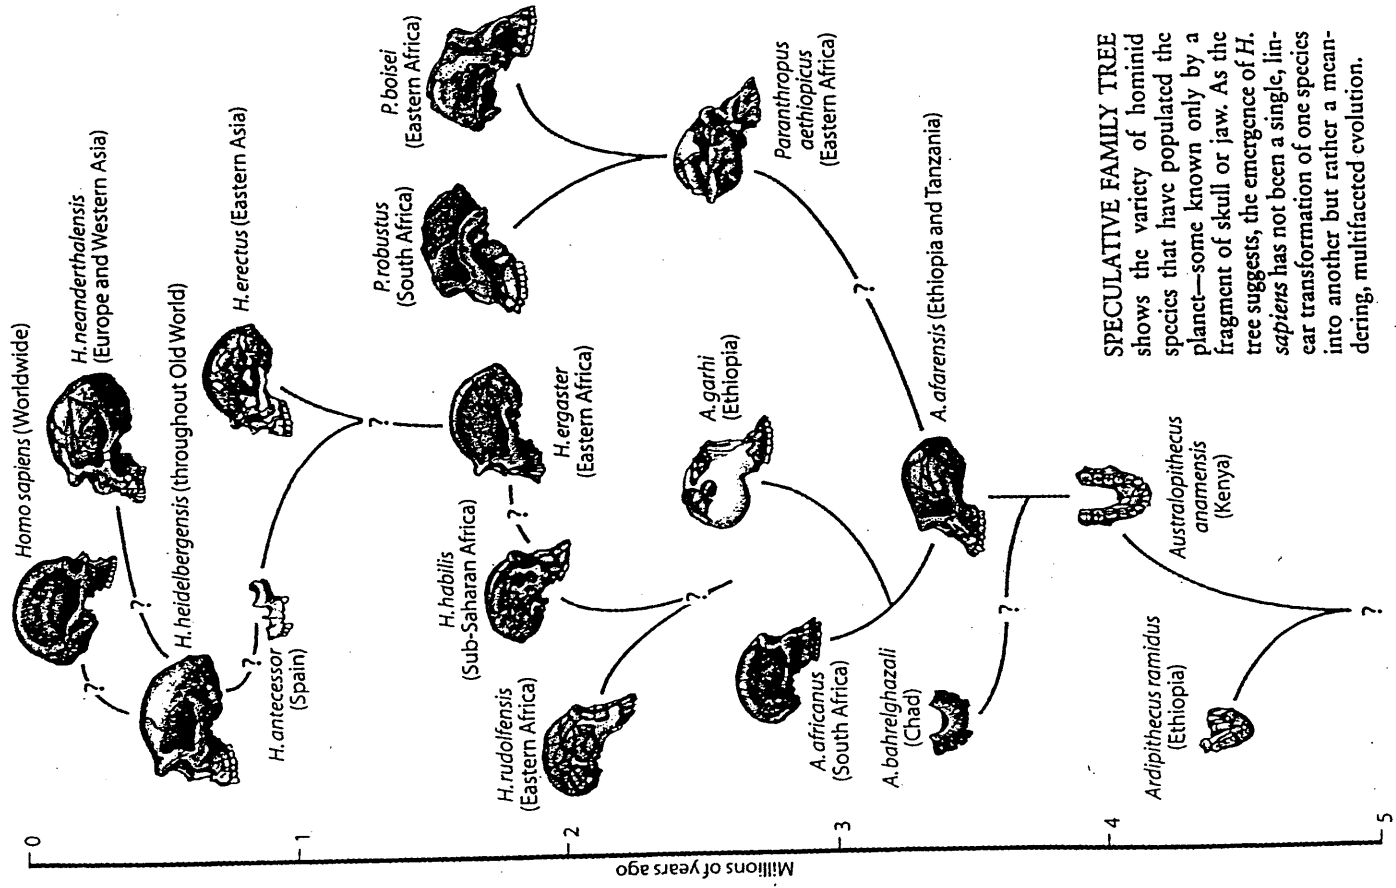 Homo sapiens (Worldwide)
H. neanderthalensis
(Europe and Western Asia)
H. heidelbergensis (throughout Old World)
H. erectus (Eastern Asia)
H. antecessor
(Spain)
P. boisei
(Eastern Africa)
P. robustus
(South Africa)
H. ergaster
(Eastern Africa)
H. habilis
(Sub-Saharan Africa)
H. rudolfensis
(Eastern Africa)
Paranthropus
aethiopicus
(Eastern Africa)
A. garhi
(Ethiopia)
A. africanus
(South Africa)
A. afarensis (Ethiopia and Tanzania)
A. bahrelghazali
(Chad)
Australopithecus
anamensis
(Kenya)
Ardipithecus ramidus
(Ethiopia)
?
?
?
?
?
?
?
?
?
0
1
2
3
4
5
Millions of years ago
SPECULATIVE FAMILY TREE
shows the variety of hominid
species that have populated the
planet—some known only by a
fragment of skull or jaw. As the
tree suggests, the emergence of H.
sapiens has not been a single, lin-
ear transformation of one species
into another but rather a mean-
dering, multifaceted evolution.